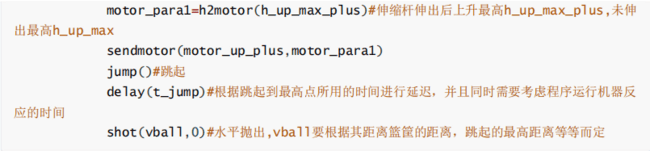 motor_para1=h2motor(h_up_max_plus)#伸缩杆伸出后上升最高h_up_max_plus,未伸
出最高h_up_max
sendmotor(motor_up_plus,motor_para1)
jump()#跳起
delay(t_jump)#根据跳起到最高点所用的时间进行延迟，并且同时需要考虑程序运行机器反
应的时间
shot(vball,0)#水平抛出,vball要根据其距离篮筐的距离，跳起的最高距离等等而定